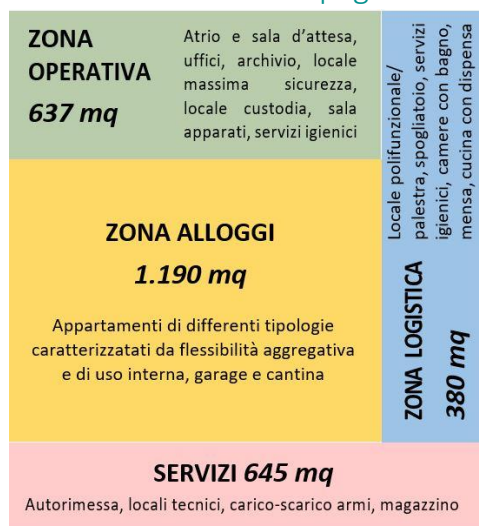 ZONA
OPERATIVA
637 mq
Atrio e sala d’attesa,
uffici, archivio, locale
massima sicurezza,
locale custodia, sala
apparati, servizi igienici
Locale polifunzionale/
palestra, spogliatoio, servizi
igienici, camere con bagno,
mensa, cucina con dispensa
ZONA LOGISTICA
380 mq
ZONA ALLOGGI
1.190 mq
Appartamenti di differenti tipologie
caratterizzatati da flessibilità aggregativa
e di uso interna, garage e cantina
SERVIZI 645 mq
Autorimessa, locali tecnici, carico-scarico armi, magazzino